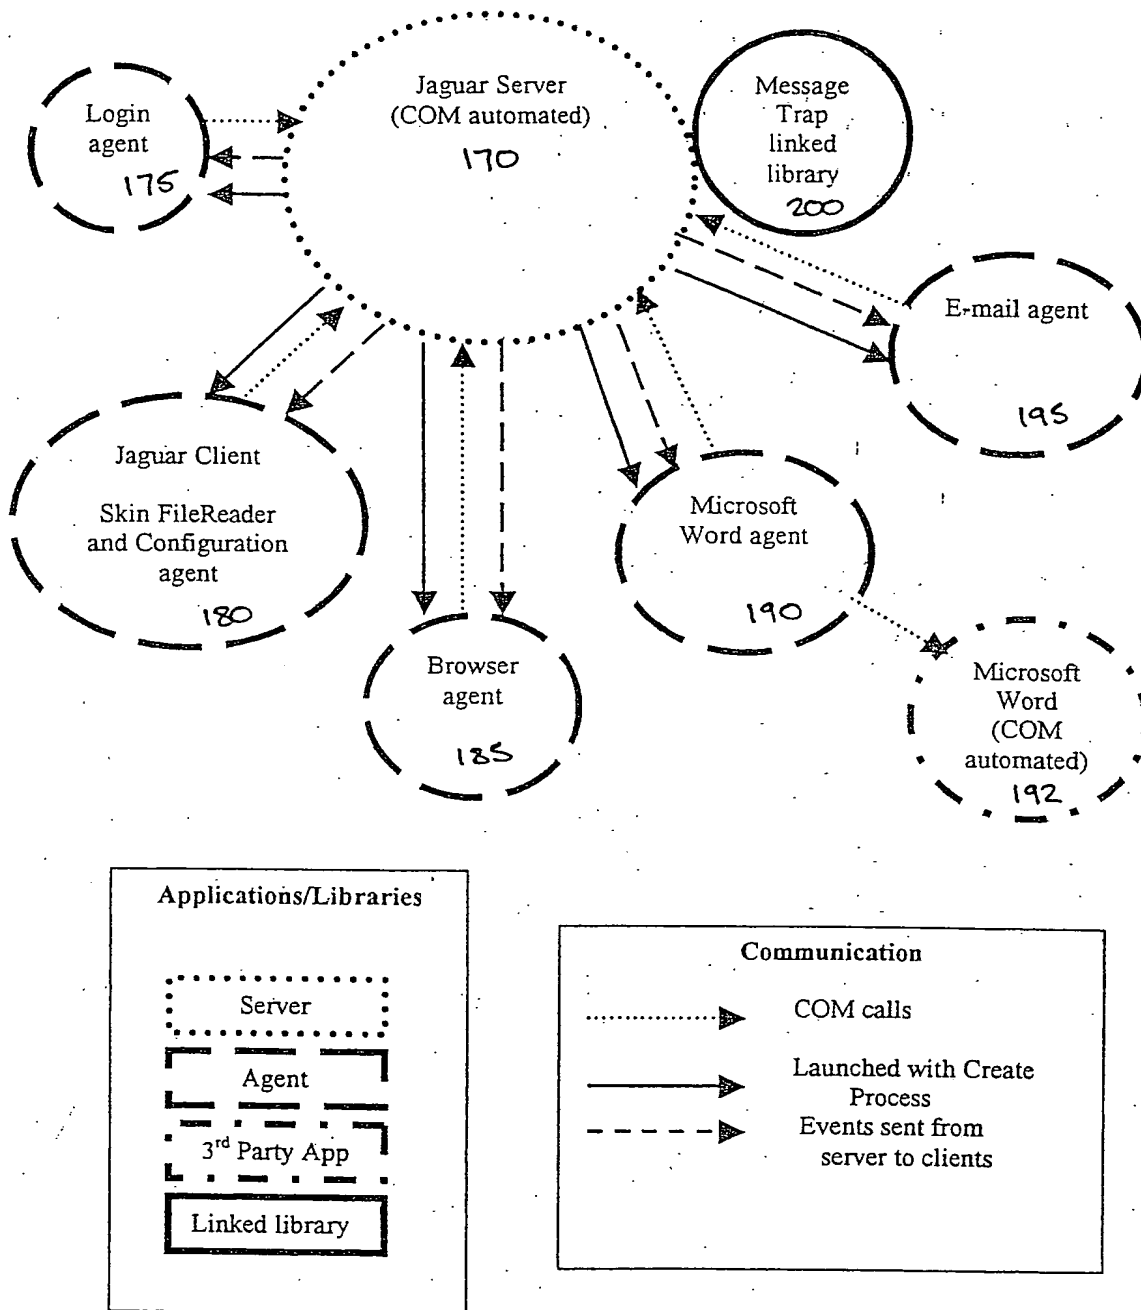 Login
agent
175
Jaguar Server
(COM automated)
170
Message
Trap
linked
library
200
E-mail agent
195
Jaguar Client
Skin FileReader
and Configuration
agent
180
Browser
agent
185
Microsoft
Word agent
190
Microsoft
Word
(COM
automated)
192
Applications/Libraries
Server
Agent
3rd Party App
Linked library
Communication
COM calls
Launched with Create
Process
Events sent from
server to clients